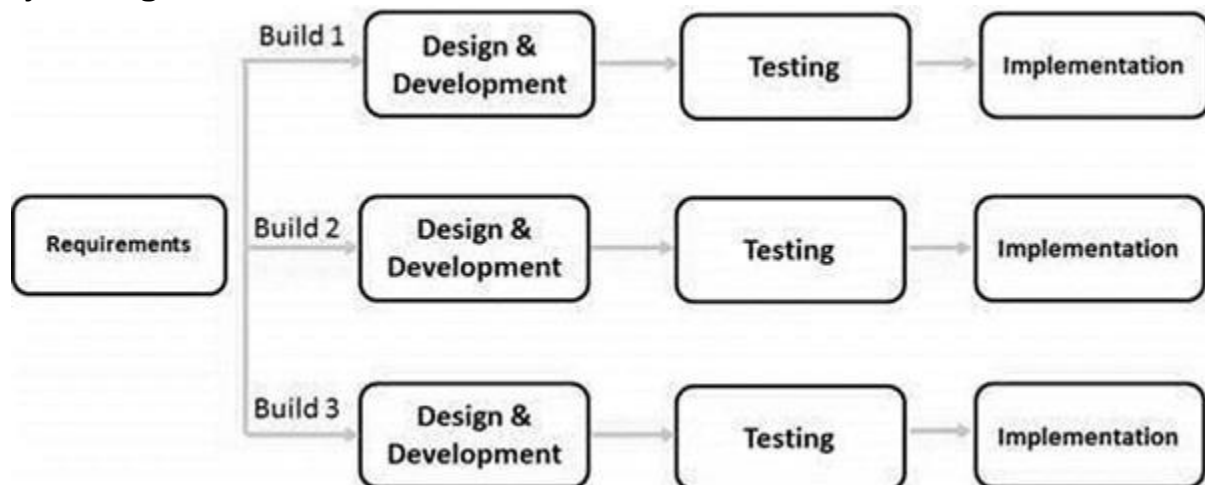 Build 1
Design &
Development
Testing
Implementation
Requirements
Build 2
Design &
Development
Testing
Implementation
Build 3
Design &
Development
Testing
Implementation